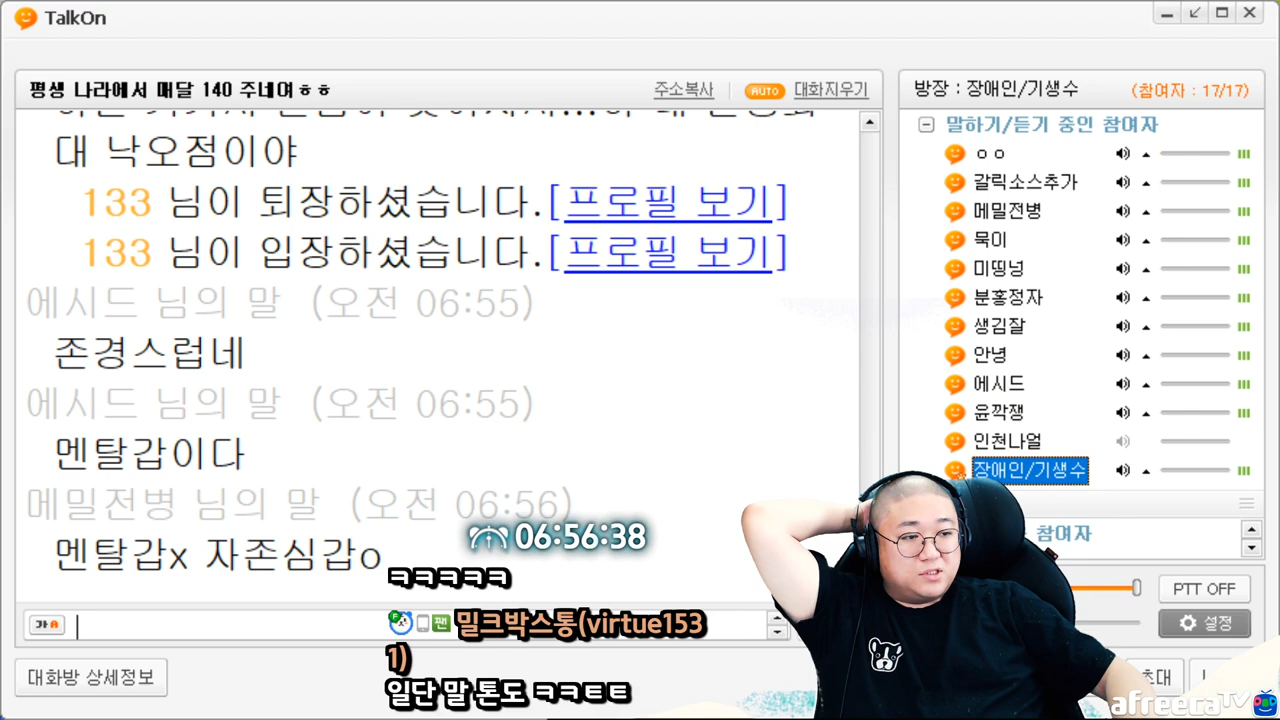 TalkOn
평생 나라에서 매달 140 주네여ㅎㅎ
주소복사
AUTO
대화지우기
대 낙오점이야
133 님이 퇴장하셨습니다.[프로필 보기]
133 님이 입장하셨습니다.[프로필 보기]
에시드 님의 말 (오전 06:55)
존경스럽네
에시드 님의 말 (오전 06:55)
멘탈갑이다
메밀전병 님의 말 (오전 06:56)
멘탈갑x 자존심갑o
06:56:38
ㅋㅋㅋㅋㅋ
가A
팬 밀크박스통(virtue153
1)
일단 말 톤도 ㅋㅋㅌㅌ
대화방 상세정보
방장 : 장애인/기생수
(참여자 : 17/17)
말하기/듣기 중인 참여자
ㅇㅇ
갈릭소스추가
메밀전병
묵이
미띵넝
분홍정자
생김잘
안녕
에시드
윤깍쟁
인천나얼
장애인/기생수
참여자
PTT OFF
설정
초대
afreecaTV